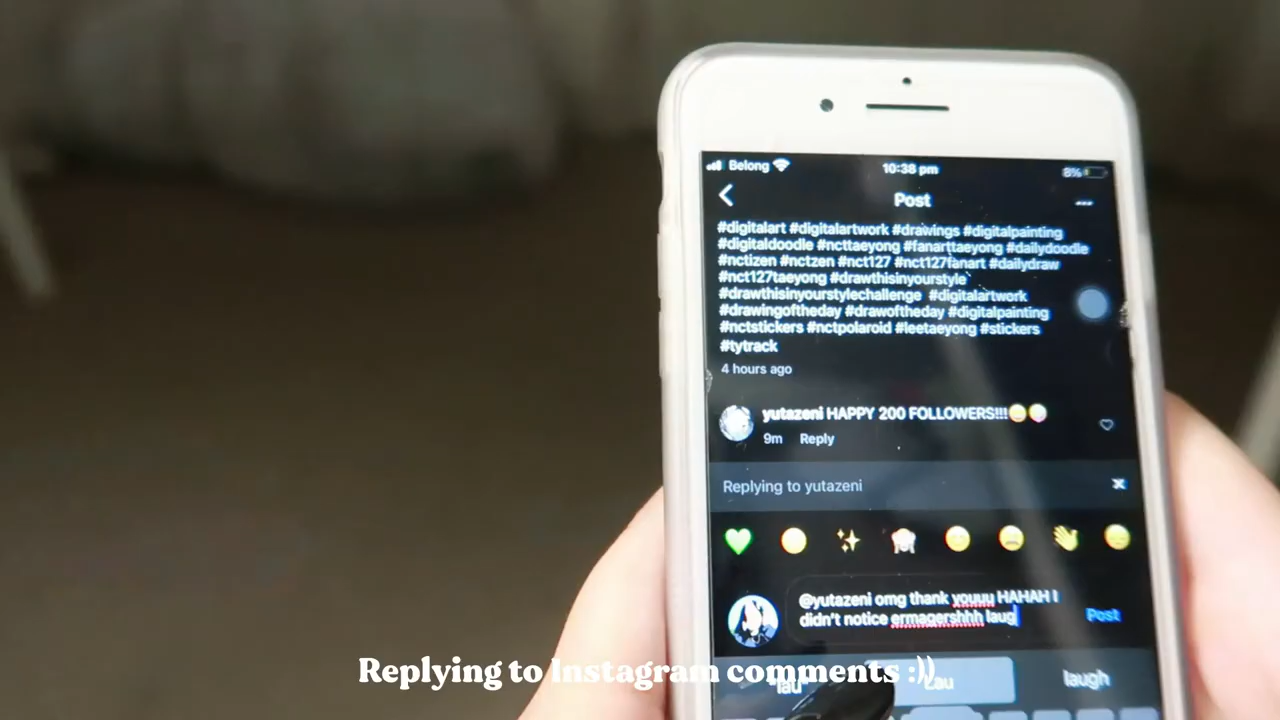 Belong 10:38 pm 8%
Post
#digitalart #digitalartwork #drawings #digitalpainting
#digitaldoodle #ncttaeyong #fanarttaeyong #dailydoodle
#nctizen #nctzen #nct127 #nct127fanart #dailydraw
#nct127taeyong #drawthisinyourstyle
#drawthisinyourstylechallenge #digitalartwork
#drawingoftheday #drawoftheday #digitalpainting
#nctstickers #nctpolaroid #leetaeyong #stickers
#tytrack
4 hours ago
yutazeni HAPPY 200 FOLLOWERS!!!
9m Reply
Replying to yutazeni
@yutazeni omg thank youuu HAHAH I
didn't notice ermagershhh laug
Post
Replying to Instagram comments :))
"lau" Lau laugh